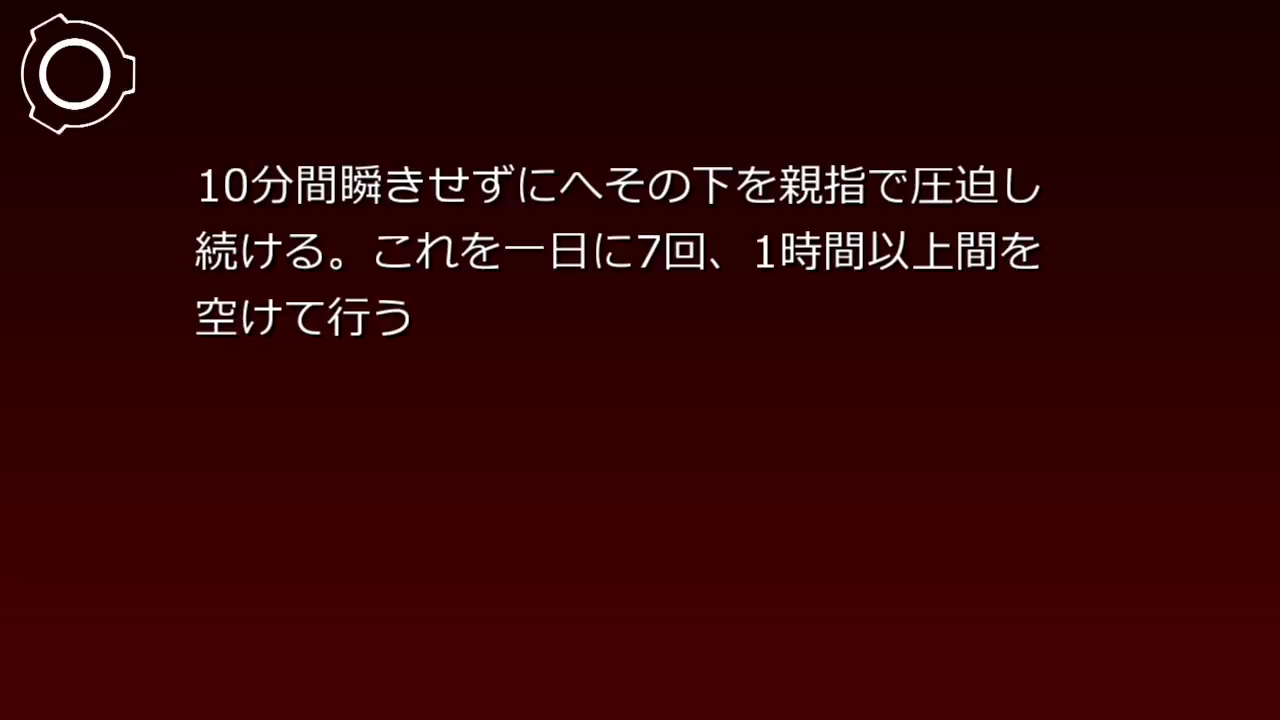 10分間瞬きせずにへその下を親指で圧迫し
続ける。これを一日に7回、1時間以上間を
空けて行う